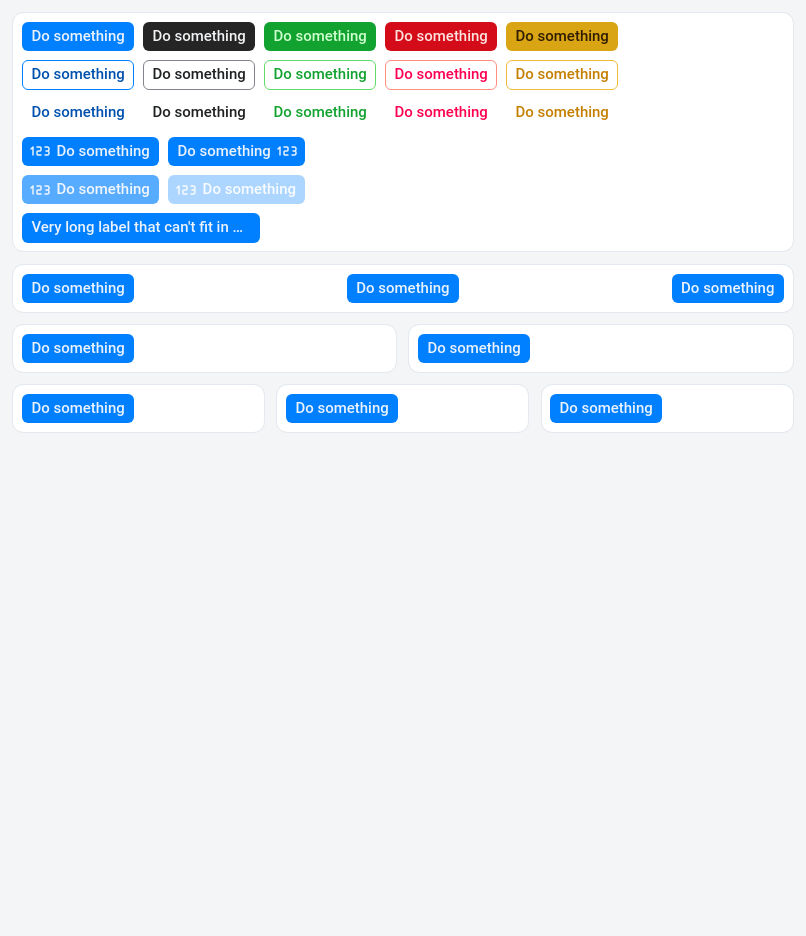 Do something Do something Do something Do something Do something
Do something Do something Do something Do something Do something
Do something Do something Do something Do something Do something
123 Do something Do something 123
123 Do something 123 Do something
Very long label that can't fit in ...
Do something Do something Do something
Do something Do something
Do something Do something Do something